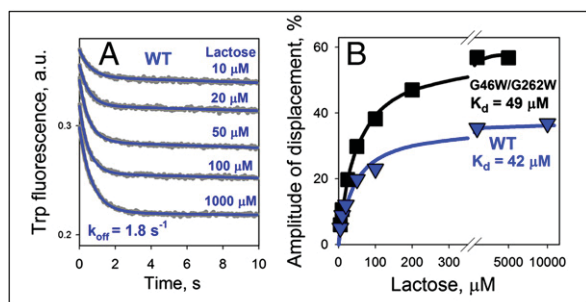 A
WT
Lactose
10 μM
20 μM
50 μM
100 μM
1000 μM
k_off = 1.8 s⁻¹
Trp fluorescence, a.u.
0.3
0.2
0 2 4 6 8 10
Time, s
B
G46W/G262W
K_d = 49 μM
WT
K_d = 42 μM
Amplitude of displacement, %
60
40
20
0
0 100 200 300 5000 10000
Lactose, μM